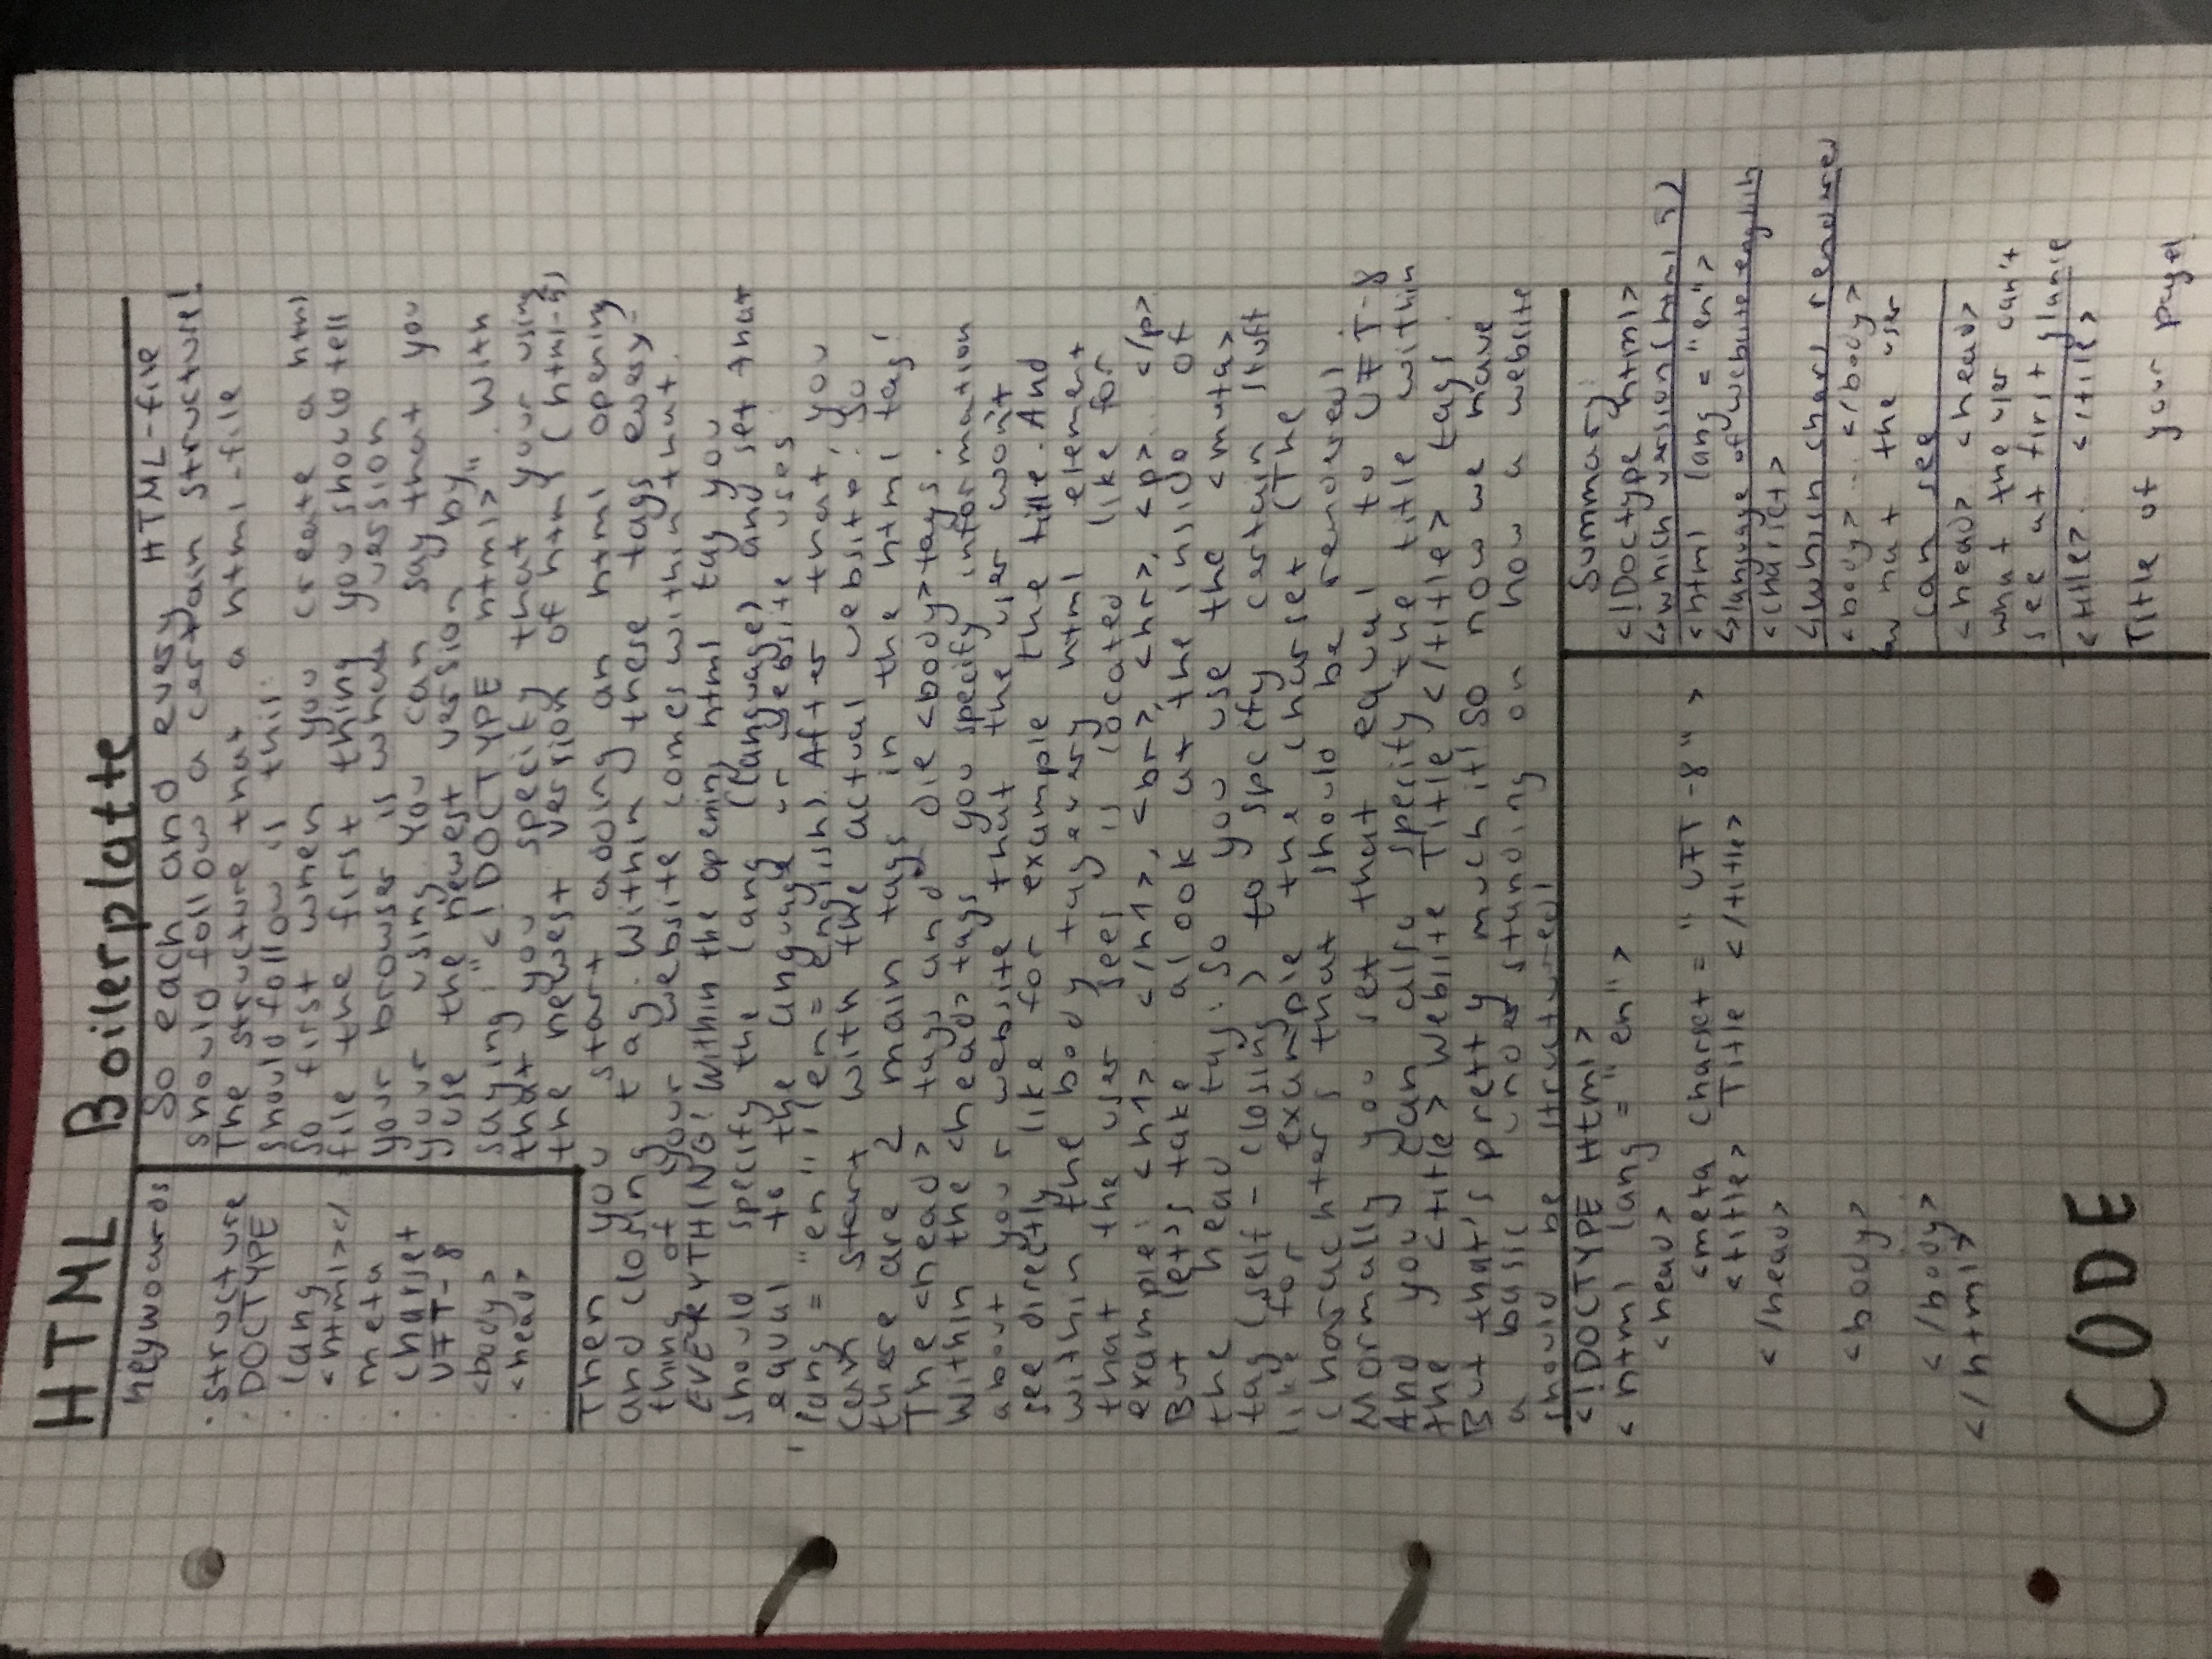 HTML Boilerplatte
keywoards
· structure
DOCTYPE
· lang
· <html></
meta
· charset
· UFT-8
· <body>
· <head>
So each and every HTML-file
should follow a certain structure!
The structure that a html-file
should follow is this:
So first when you create a html
file the first thing you should tell
your browser is what version
your using. You can say that you
use the newest version by
saying: "<!DOCTYPE html>". With
that you specify that your using
the newest version of html (html-5)
Then you start adding an html opening
and closing tag. Within these tags every-
thing of your website comes within that.
EVERYTHING! Within the opening html tag you
should specify the lang (language) and set that
equal to the language ur website uses:
'lang = "en"' (en = english). After that, you
can start with the actual website. So
there are 2 main tags in the html tag!
The <head> tags and die <body> tags.
Within the <head> tags you specify information
about your website that the user won't
see directly like for example the title. And
within the body tag every html element
that the user sees is located like for
example: <h1>..</h1>, <br>, <hr>, <p>..</p>
But let's take a look at the inside of
the head tag: So you use the <meta>
tag (self-closing) to spcify certain stuff
like for example the charset (The
charachters that should be rendered).
Normally you set that equal to UFT-8
And you can also specify the title within
the <title> Website Title </title> tags.
But that's pretty much it! So now we have
a basic understanding on how a website
should be structured!
<!DOCTYPE Html>
<html lang = "en">
<head>
<meta charset = "UFT-8">
<title> Title </title>
</head>
<body>
</body>
</html>
CODE
Summary:
<!Doctype html>
↳which version (html 5)
<html lang = "en">
↳language of website english
<charset>
↳which chars rendered
<body> .. </body>
what the user
can see
<head> <head>
what the user can't
see at first glance
<title>. </title>
Title of your page!